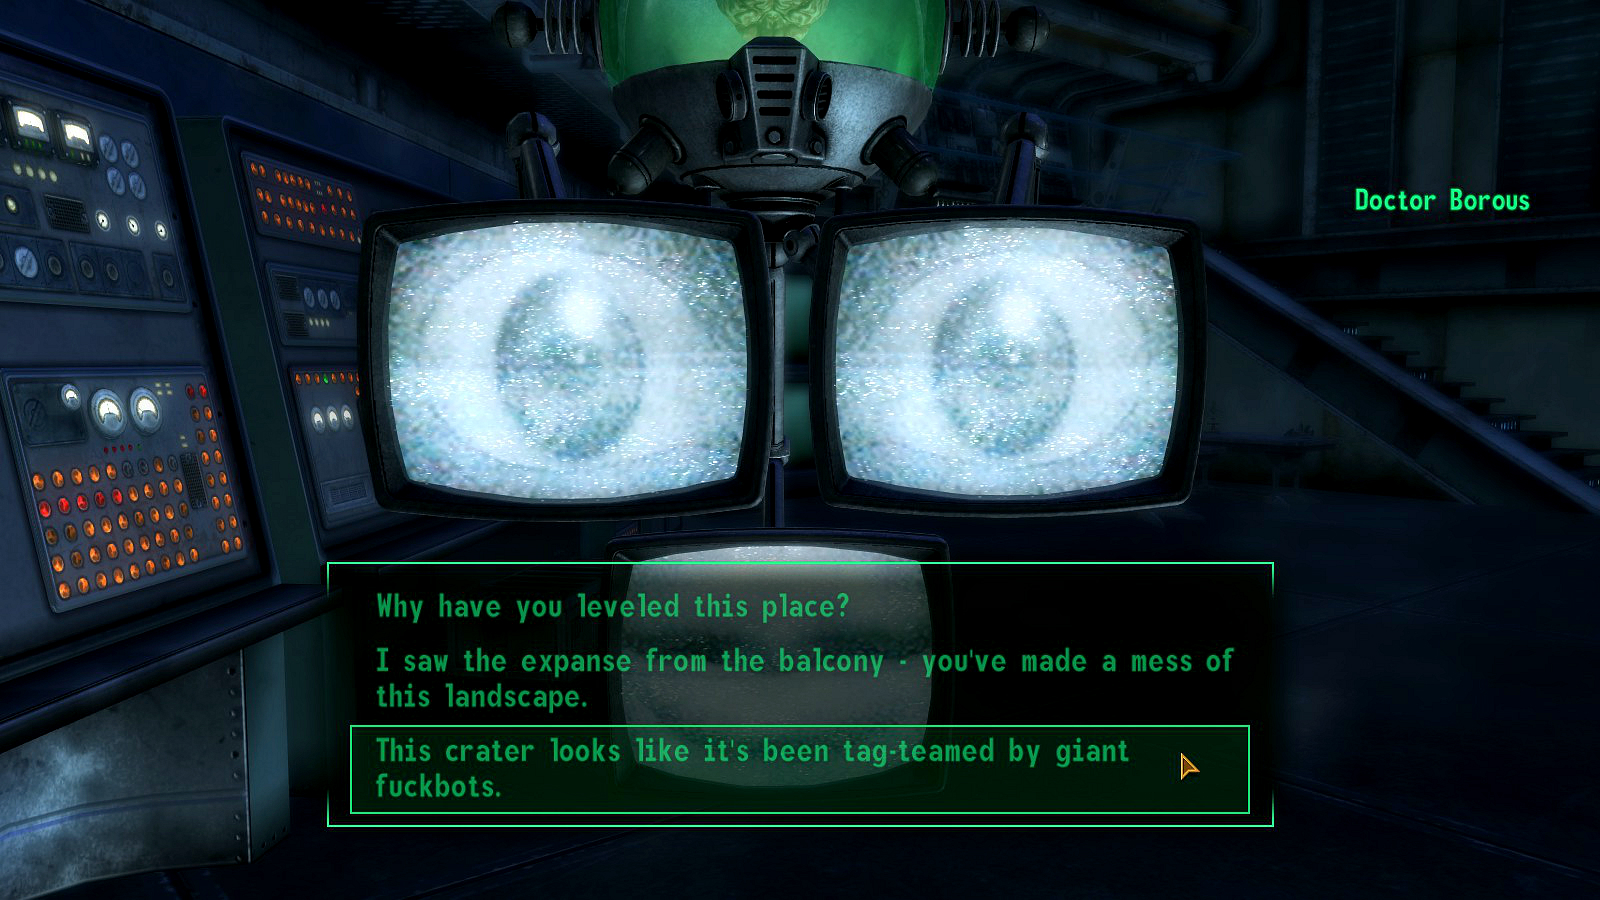 Doctor Borous
Why have you leveled this place?
I saw the expanse from the balcony - you've made a mess of
this landscape.
This crater looks like it's been tag-teamed by giant
fuckbots.